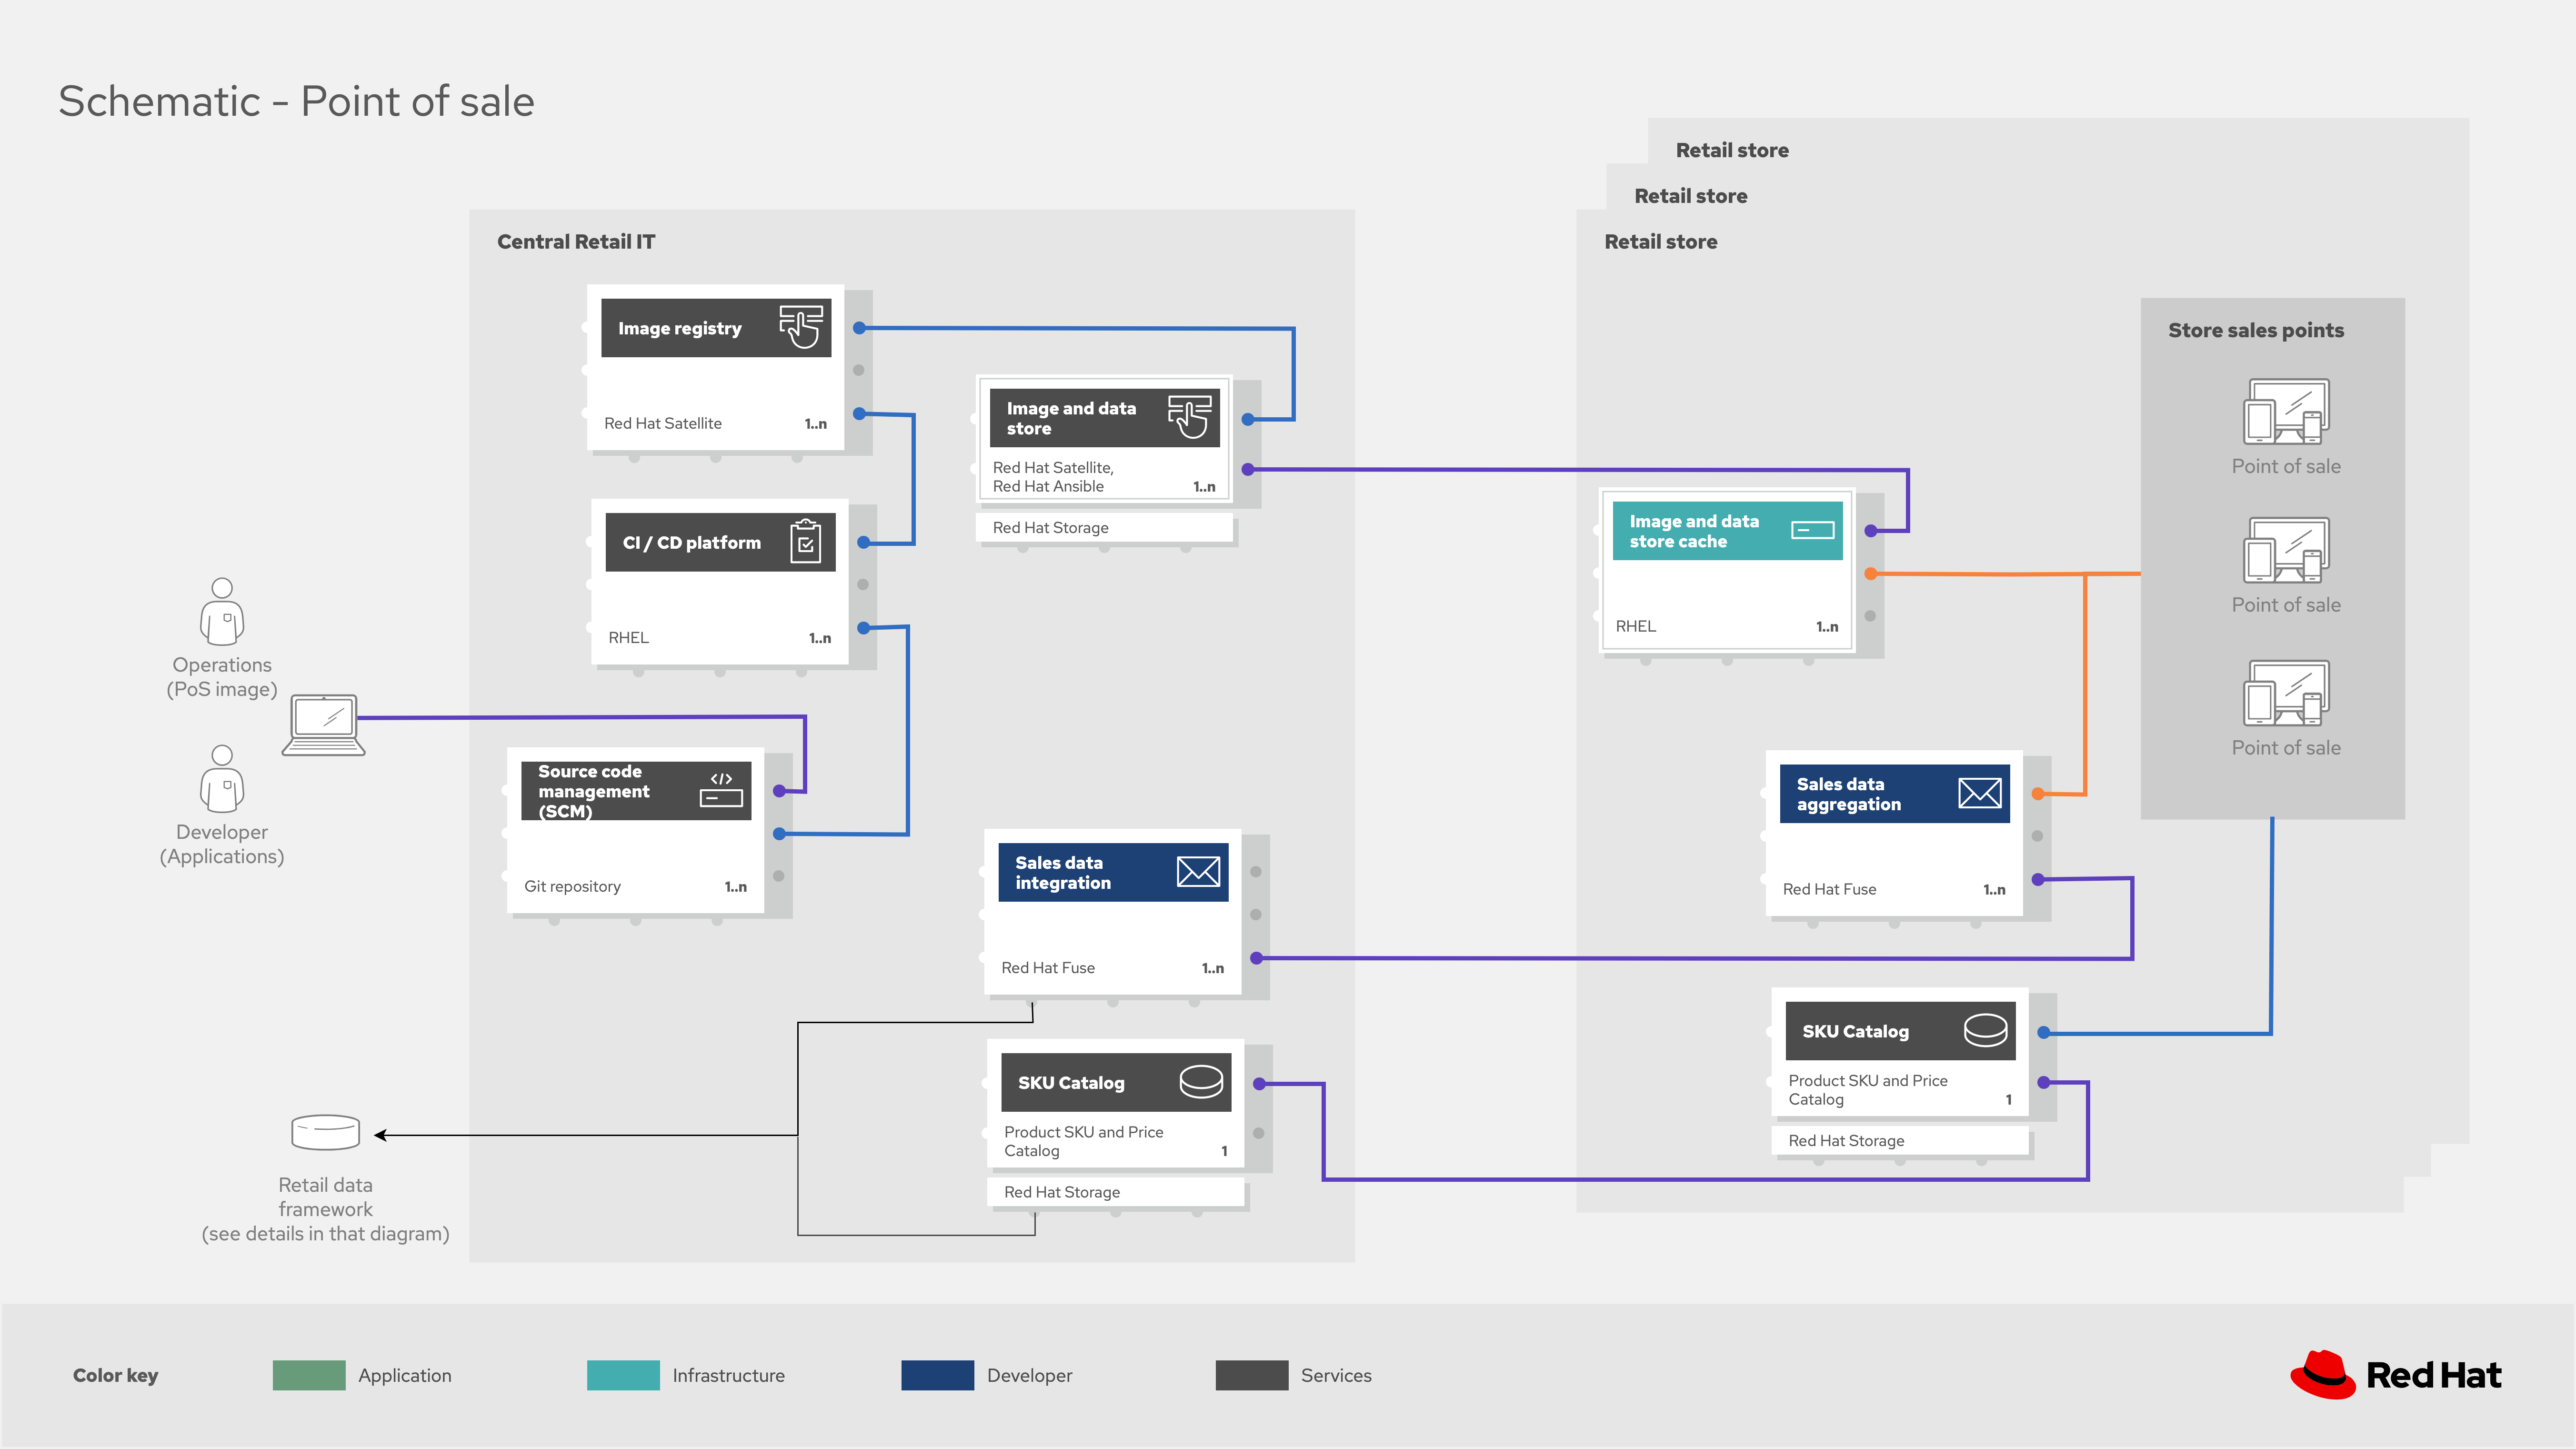 Schematic - Point of sale
Retail store
Retail store
Retail store
Central Retail IT
Image registry
Red Hat Satellite 1..n
Image and data
store
Red Hat Satellite,
Red Hat Ansible 1..n
Red Hat Storage
CI / CD platform
RHEL 1..n
Operations
(PoS image)
Developer
(Applications)
Source code
management
(SCM)
Git repository 1..n
Sales data
integration
Red Hat Fuse 1..n
SKU Catalog
Product SKU and Price
Catalog 1
Red Hat Storage
Retail data
framework
(see details in that diagram)
Image and data
store cache
RHEL 1..n
Store sales points
Point of sale
Point of sale
Point of sale
Sales data
aggregation
Red Hat Fuse 1..n
SKU Catalog
Product SKU and Price
Catalog 1
Red Hat Storage
Color key Application Infrastructure Developer Services
Red Hat